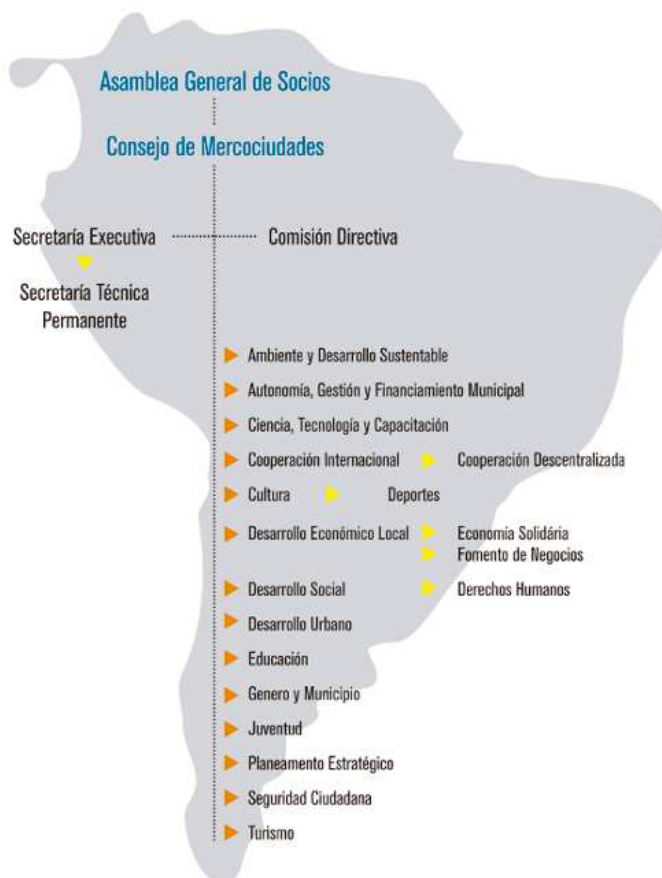 Asamblea General de Socios
Consejo de Mercociudades
Secretaría Executiva
Comisión Directiva
Secretaría Técnica
Permanente
Ambiente y Desarrollo Sustentable
Autonomía, Gestión y Financiamiento Municipal
Ciencia, Tecnología y Capacitación
Cooperación Internacional
Cooperación Descentralizada
Cultura
Deportes
Desarrollo Económico Local
Economía Solidária
Fomento de Negocios
Desarrollo Social
Derechos Humanos
Desarrollo Urbano
Educación
Genero y Municipio
Juventud
Planeamento Estratégico
Seguridad Ciudadana
Turismo